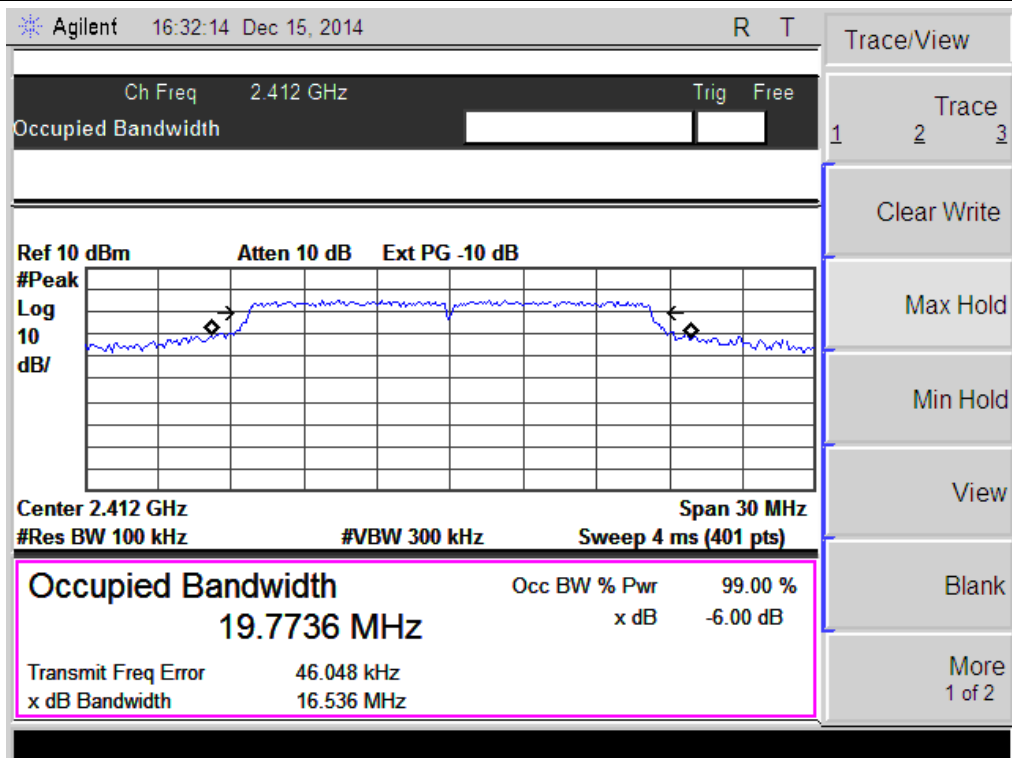 Agilent 16:32:14 Dec 15, 2014 R T
Trace/View
Ch Freq 2.412 GHz Trig Free
Occupied Bandwidth
Trace
1 2 3
Clear Write
Ref 10 dBm Atten 10 dB Ext PG -10 dB
#Peak
Log
10
dB/
Max Hold
Min Hold
View
Center 2.412 GHz Span 30 MHz
#Res BW 100 kHz #VBW 300 kHz Sweep 4 ms (401 pts)
Occupied Bandwidth Occ BW % Pwr 99.00 %
19.7736 MHz x dB -6.00 dB
Transmit Freq Error 46.048 kHz
x dB Bandwidth 16.536 MHz
Blank
More
1 of 2